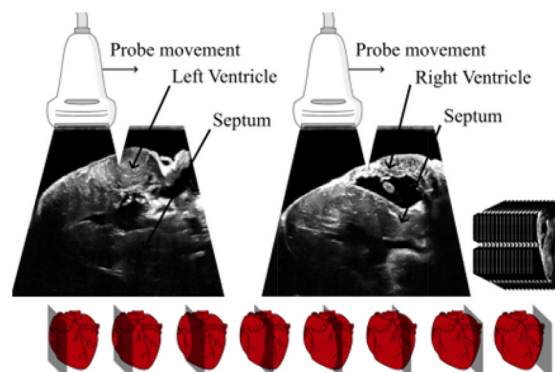 Probe movement
Left Ventricle
Septum
Probe movement
Right Ventricle
Septum